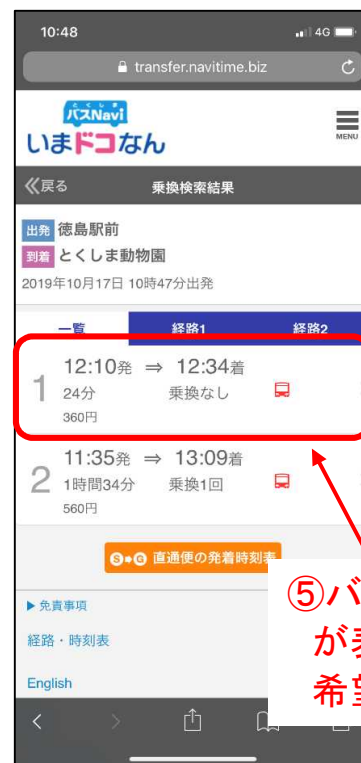 10:48
4G
transfer.navitime.biz
とくしま
バスNavi
いまドコなん
MENU
≪戻る
乗換検索結果
出発 徳島駅前
到着 とくしま動物園
2019年10月17日 10時47分出発
一覧 経路1 経路2
1 12:10発 ⇒ 12:34着
24分 乗換なし
360円
2 11:35発 ⇒ 13:09着
1時間34分 乗換1回
560円
S➡G 直通便の発着時刻表
▶免責事項
経路・時刻表
English
⑤バ
が表
希望